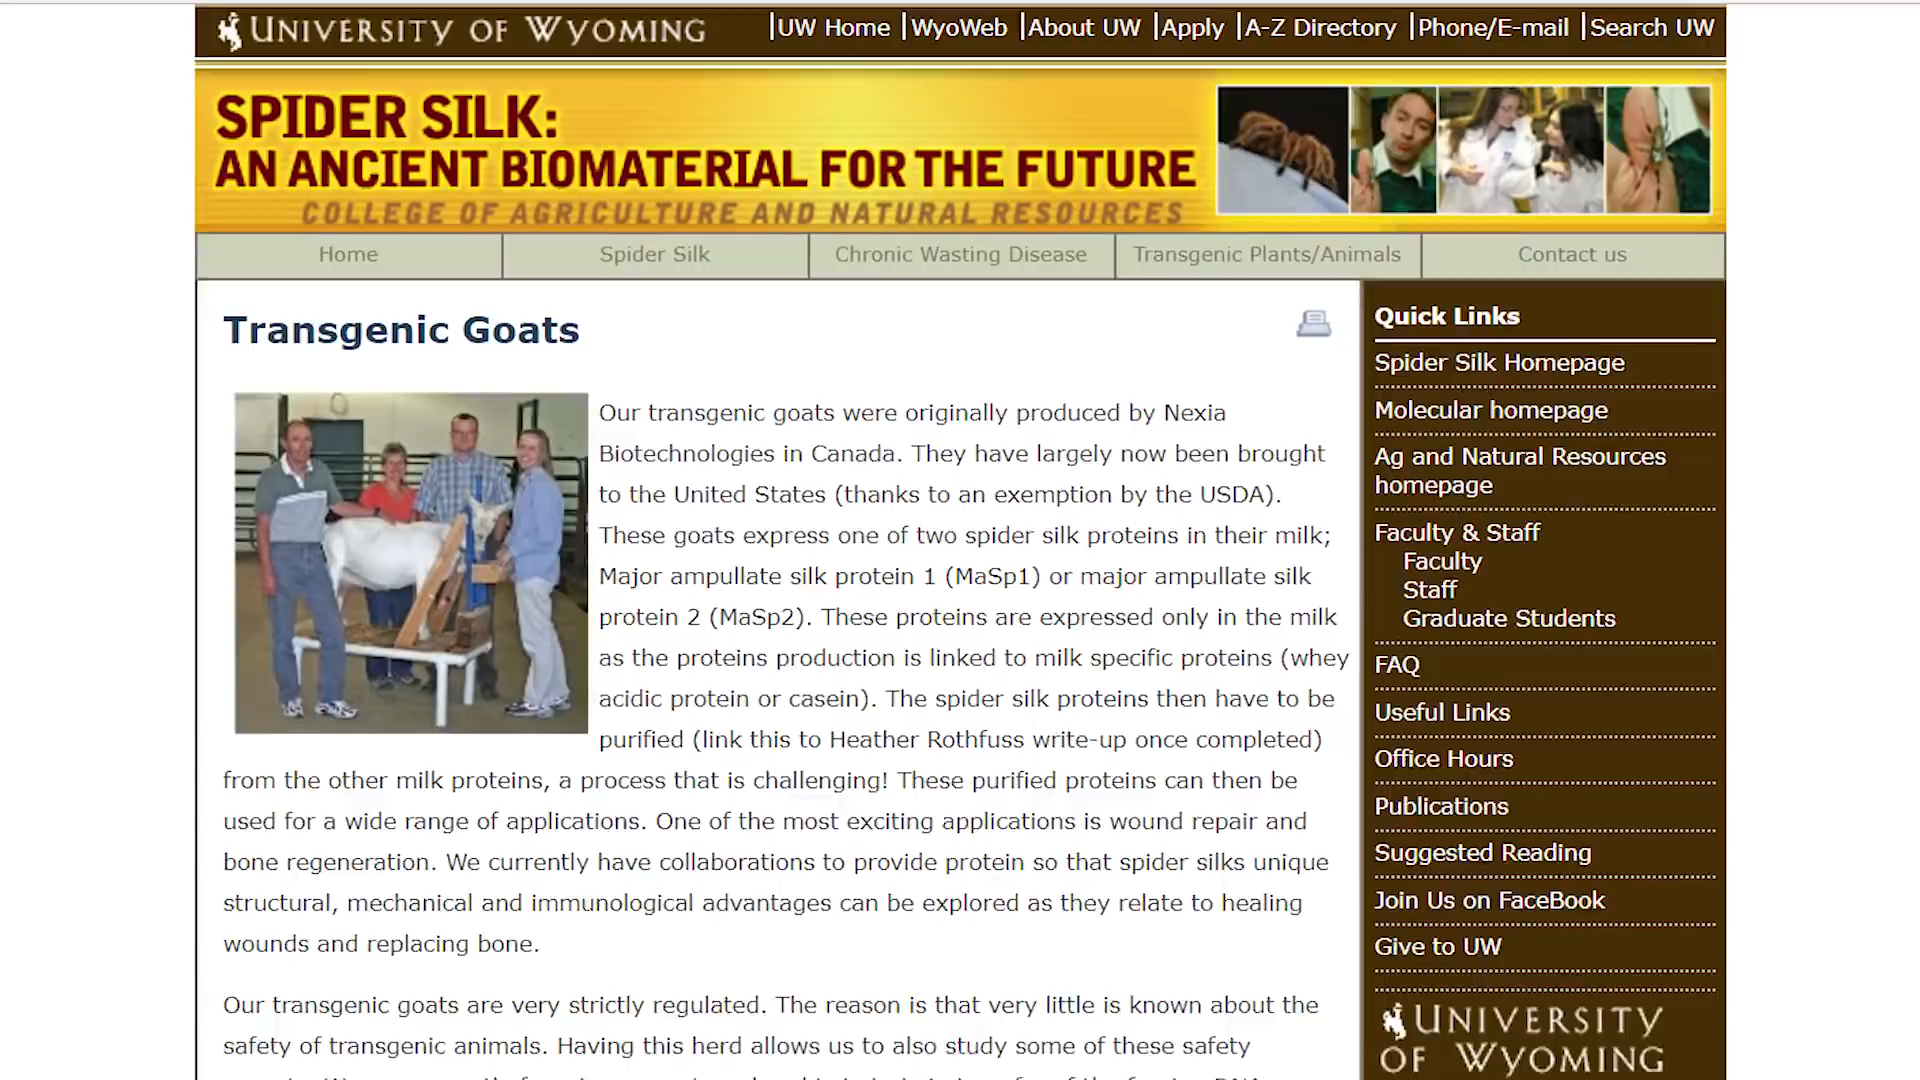 UNIVERSITY OF WYOMING
UW Home
WyoWeb
About UW
Apply
A-Z Directory
Phone/E-mail
Search UW
SPIDER SILK:
AN ANCIENT BIOMATERIAL FOR THE FUTURE
COLLEGE OF AGRICULTURE AND NATURAL RESOURCES
Home
Spider Silk
Chronic Wasting Disease
Transgenic Plants/Animals
Contact us
Transgenic Goats
Our transgenic goats were originally produced by Nexia
Biotechnologies in Canada. They have largely now been brought
to the United States (thanks to an exemption by the USDA).
These goats express one of two spider silk proteins in their milk;
Major ampullate silk protein 1 (MaSp1) or major ampullate silk
protein 2 (MaSp2). These proteins are expressed only in the milk
as the proteins production is linked to milk specific proteins (whey
acidic protein or casein). The spider silk proteins then have to be
purified (link this to Heather Rothfuss write-up once completed)
from the other milk proteins, a process that is challenging! These purified proteins can then be
used for a wide range of applications. One of the most exciting applications is wound repair and
bone regeneration. We currently have collaborations to provide protein so that spider silks unique
structural, mechanical and immunological advantages can be explored as they relate to healing
wounds and replacing bone.
Our transgenic goats are very strictly regulated. The reason is that very little is known about the
safety of transgenic animals. Having this herd allows us to also study some of these safety
Quick Links
Spider Silk Homepage
Molecular homepage
Ag and Natural Resources
homepage
Faculty & Staff
Faculty
Staff
Graduate Students
FAQ
Useful Links
Office Hours
Publications
Suggested Reading
Join Us on FaceBook
Give to UW
UNIVERSITY
OF WYOMING